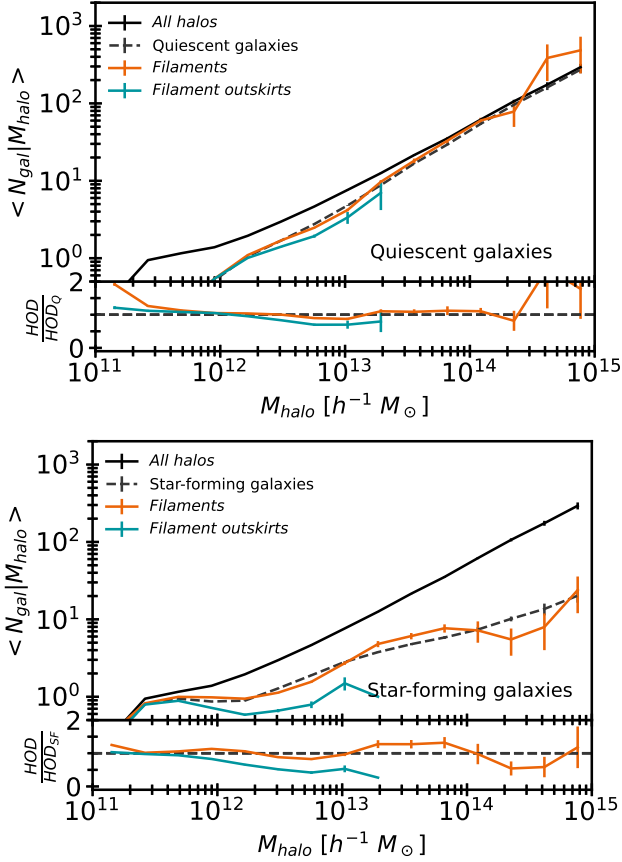 10³
10²
10¹
10⁰
< N_gal|M_halo >
All halos
Quiescent galaxies
Filaments
Filament outskirts
Quiescent galaxies
2
0
HOD
HOD_Q
10¹¹ 10¹² 10¹³ 10¹⁴ 10¹⁵
M_halo [h⁻¹ M_⊙]
10³
10²
10¹
10⁰
< N_gal|M_halo >
All halos
Star-forming galaxies
Filaments
Filament outskirts
Star-forming galaxies
2
0
HOD
HOD_SF
10¹¹ 10¹² 10¹³ 10¹⁴ 10¹⁵
M_halo [h⁻¹ M_⊙]